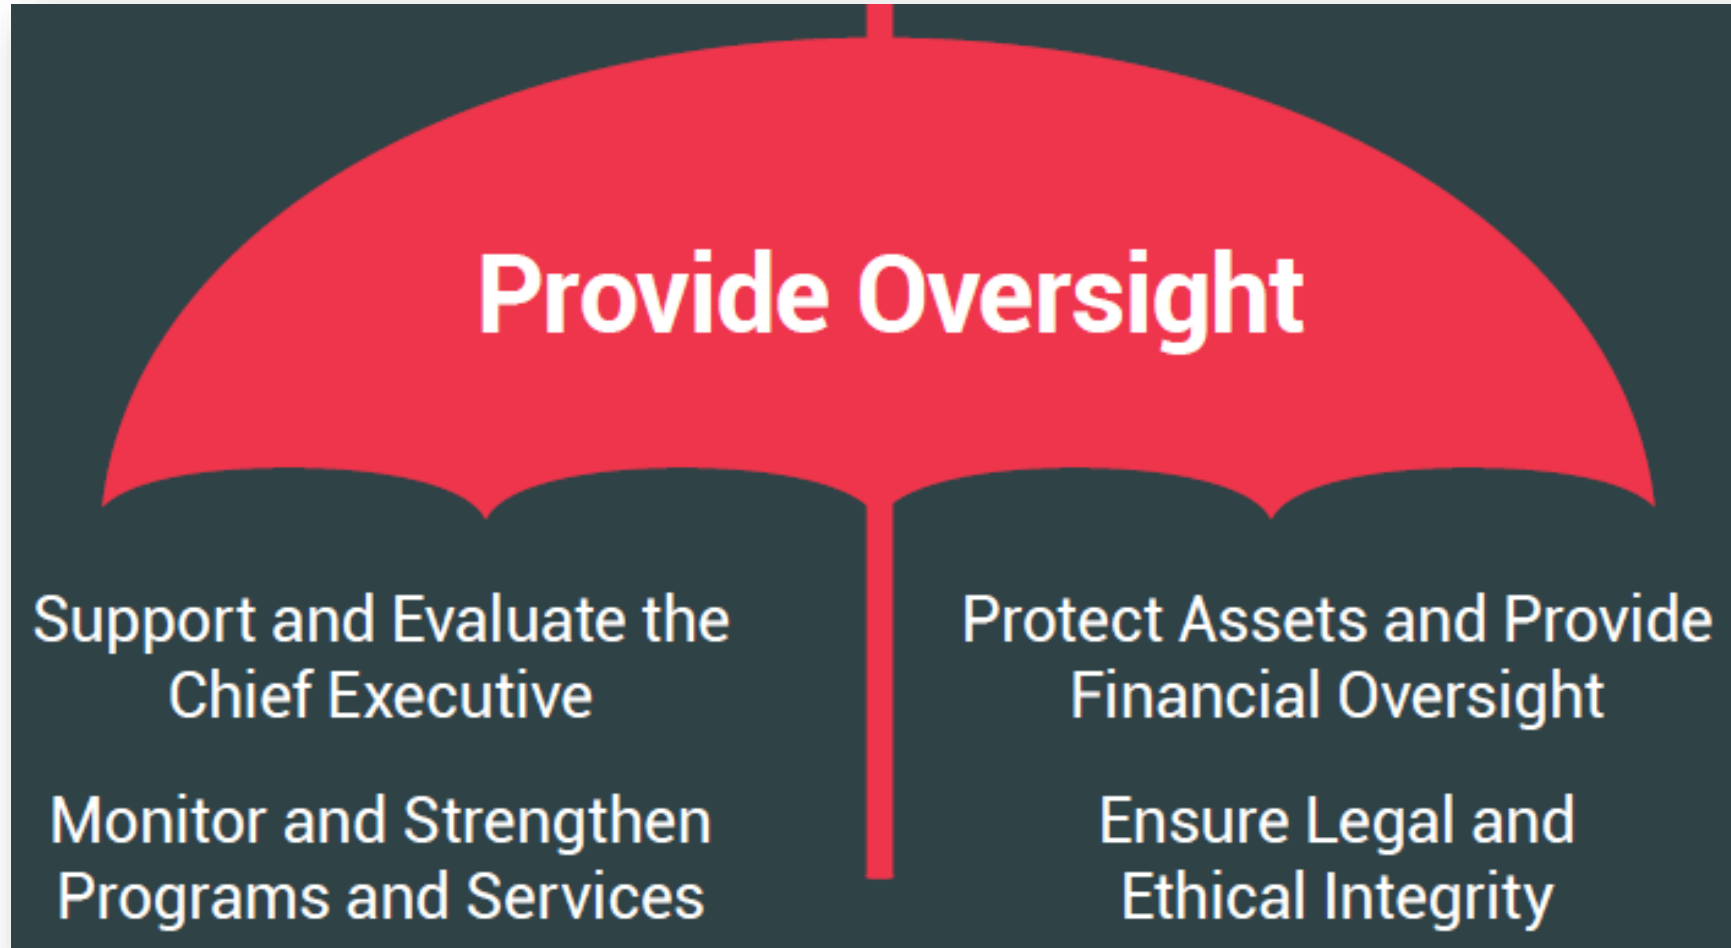 Provide Oversight
Support and Evaluate the
Chief Executive
Monitor and Strengthen
Programs and Services
Protect Assets and Provide
Financial Oversight
Ensure Legal and
Ethical Integrity